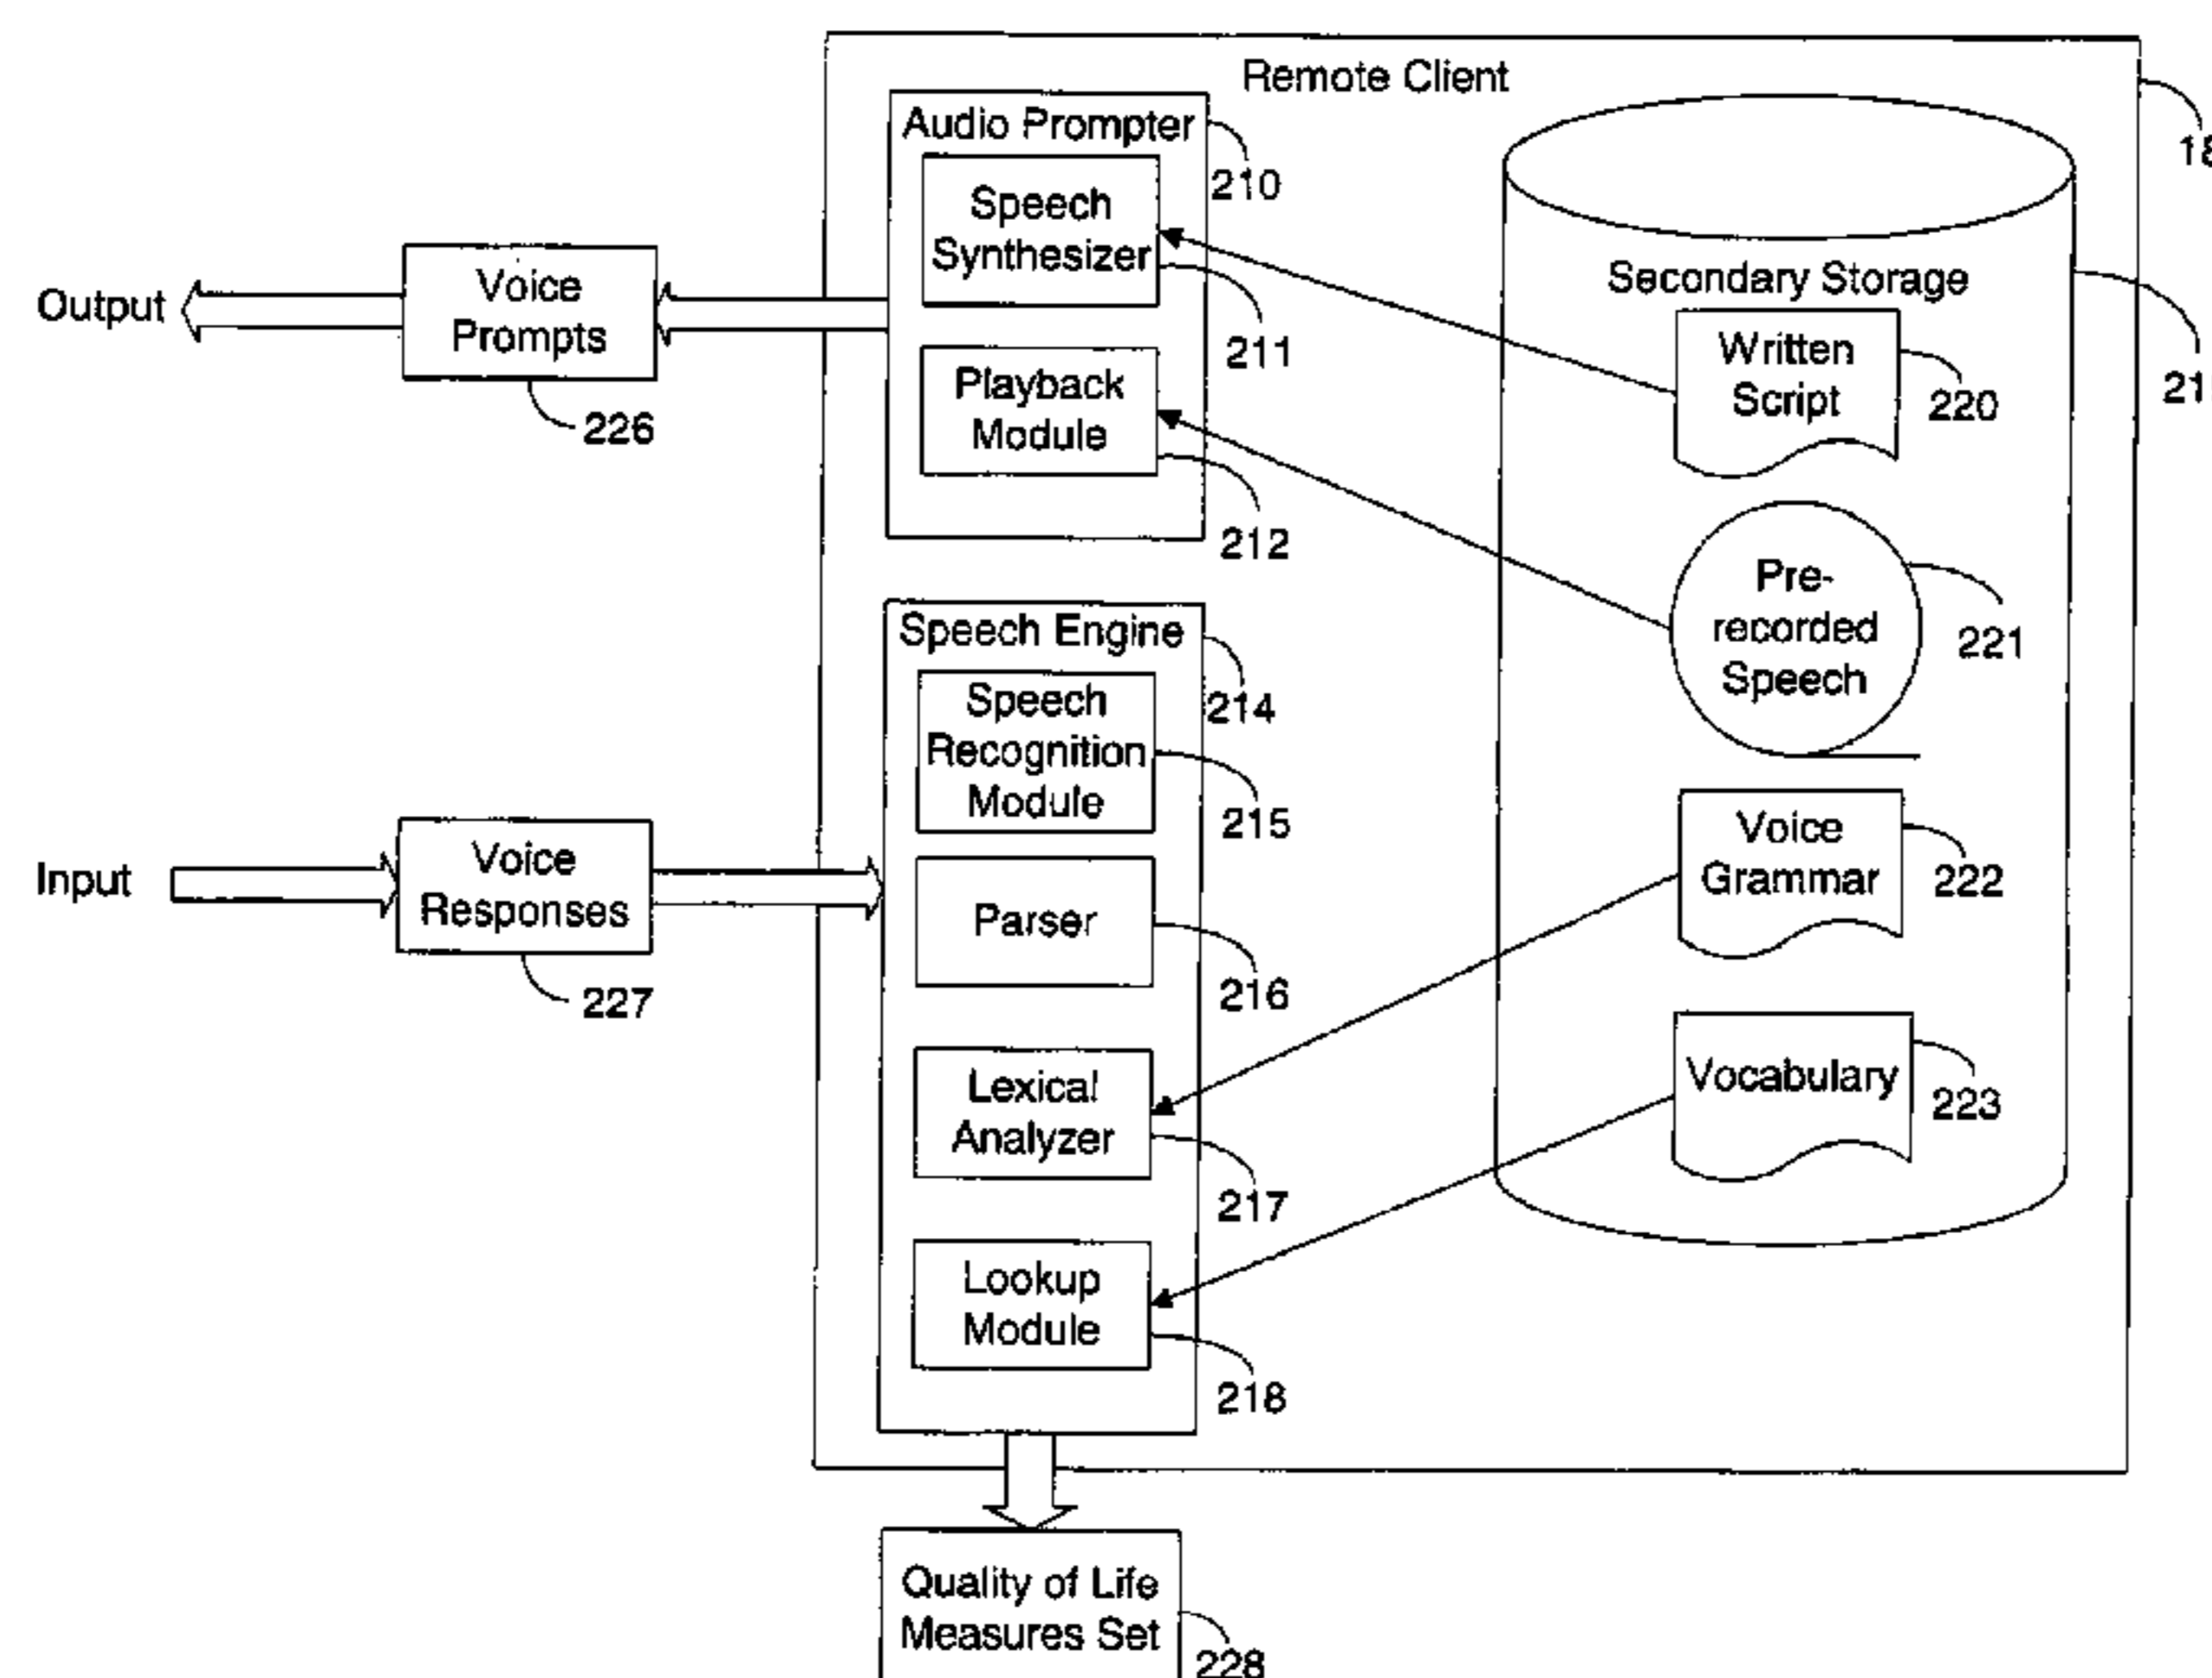 Remote Client
18
Audio Prompter
210
Speech
Synthesizer
211
Playback
Module
212
Voice
Prompts
226
Output
Secondary Storage
21
Written
Script
220
Pre-
recorded
Speech
221
Voice
Grammar
222
Vocabulary
223
Speech Engine
214
Speech
Recognition
Module
215
Parser
216
Lexical
Analyzer
217
Lookup
Module
218
Input
Voice
Responses
227
Quality of Life
Measures Set
228